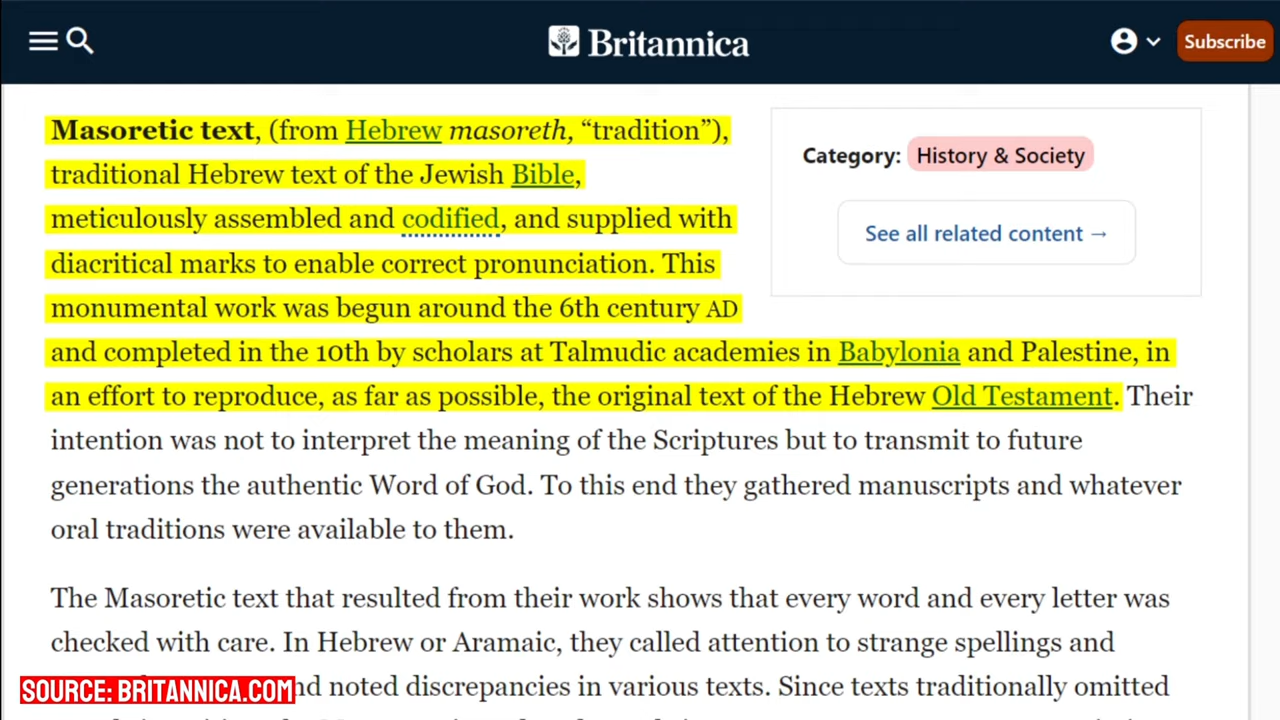 Britannica
Subscribe
Masoretic text, (from Hebrew masoreth, “tradition”),
traditional Hebrew text of the Jewish Bible,
meticulously assembled and codified, and supplied with
diacritical marks to enable correct pronunciation. This
monumental work was begun around the 6th century AD
and completed in the 10th by scholars at Talmudic academies in Babylonia and Palestine, in
an effort to reproduce, as far as possible, the original text of the Hebrew Old Testament. Their
intention was not to interpret the meaning of the Scriptures but to transmit to future
generations the authentic Word of God. To this end they gathered manuscripts and whatever
oral traditions were available to them.
Category: History & Society
See all related content →
The Masoretic text that resulted from their work shows that every word and every letter was
checked with care. In Hebrew or Aramaic, they called attention to strange spellings and
noted discrepancies in various texts. Since texts traditionally omitted
SOURCE: BRITANNICA.COM